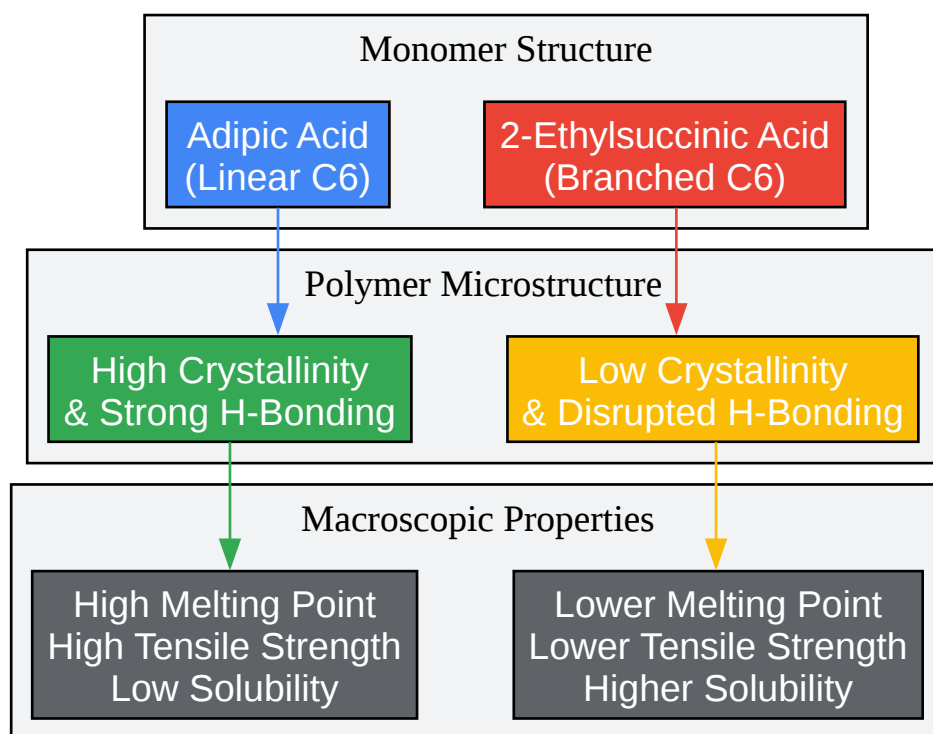 Monomer Structure
Adipic Acid
(Linear C6)
2-Ethylsuccinic Acid
(Branched C6)
Polymer Microstructure
High Crystallinity
& Strong H-Bonding
Low Crystallinity
& Disrupted H-Bonding
Macroscopic Properties
High Melting Point
High Tensile Strength
Low Solubility
Lower Melting Point
Lower Tensile Strength
Higher Solubility